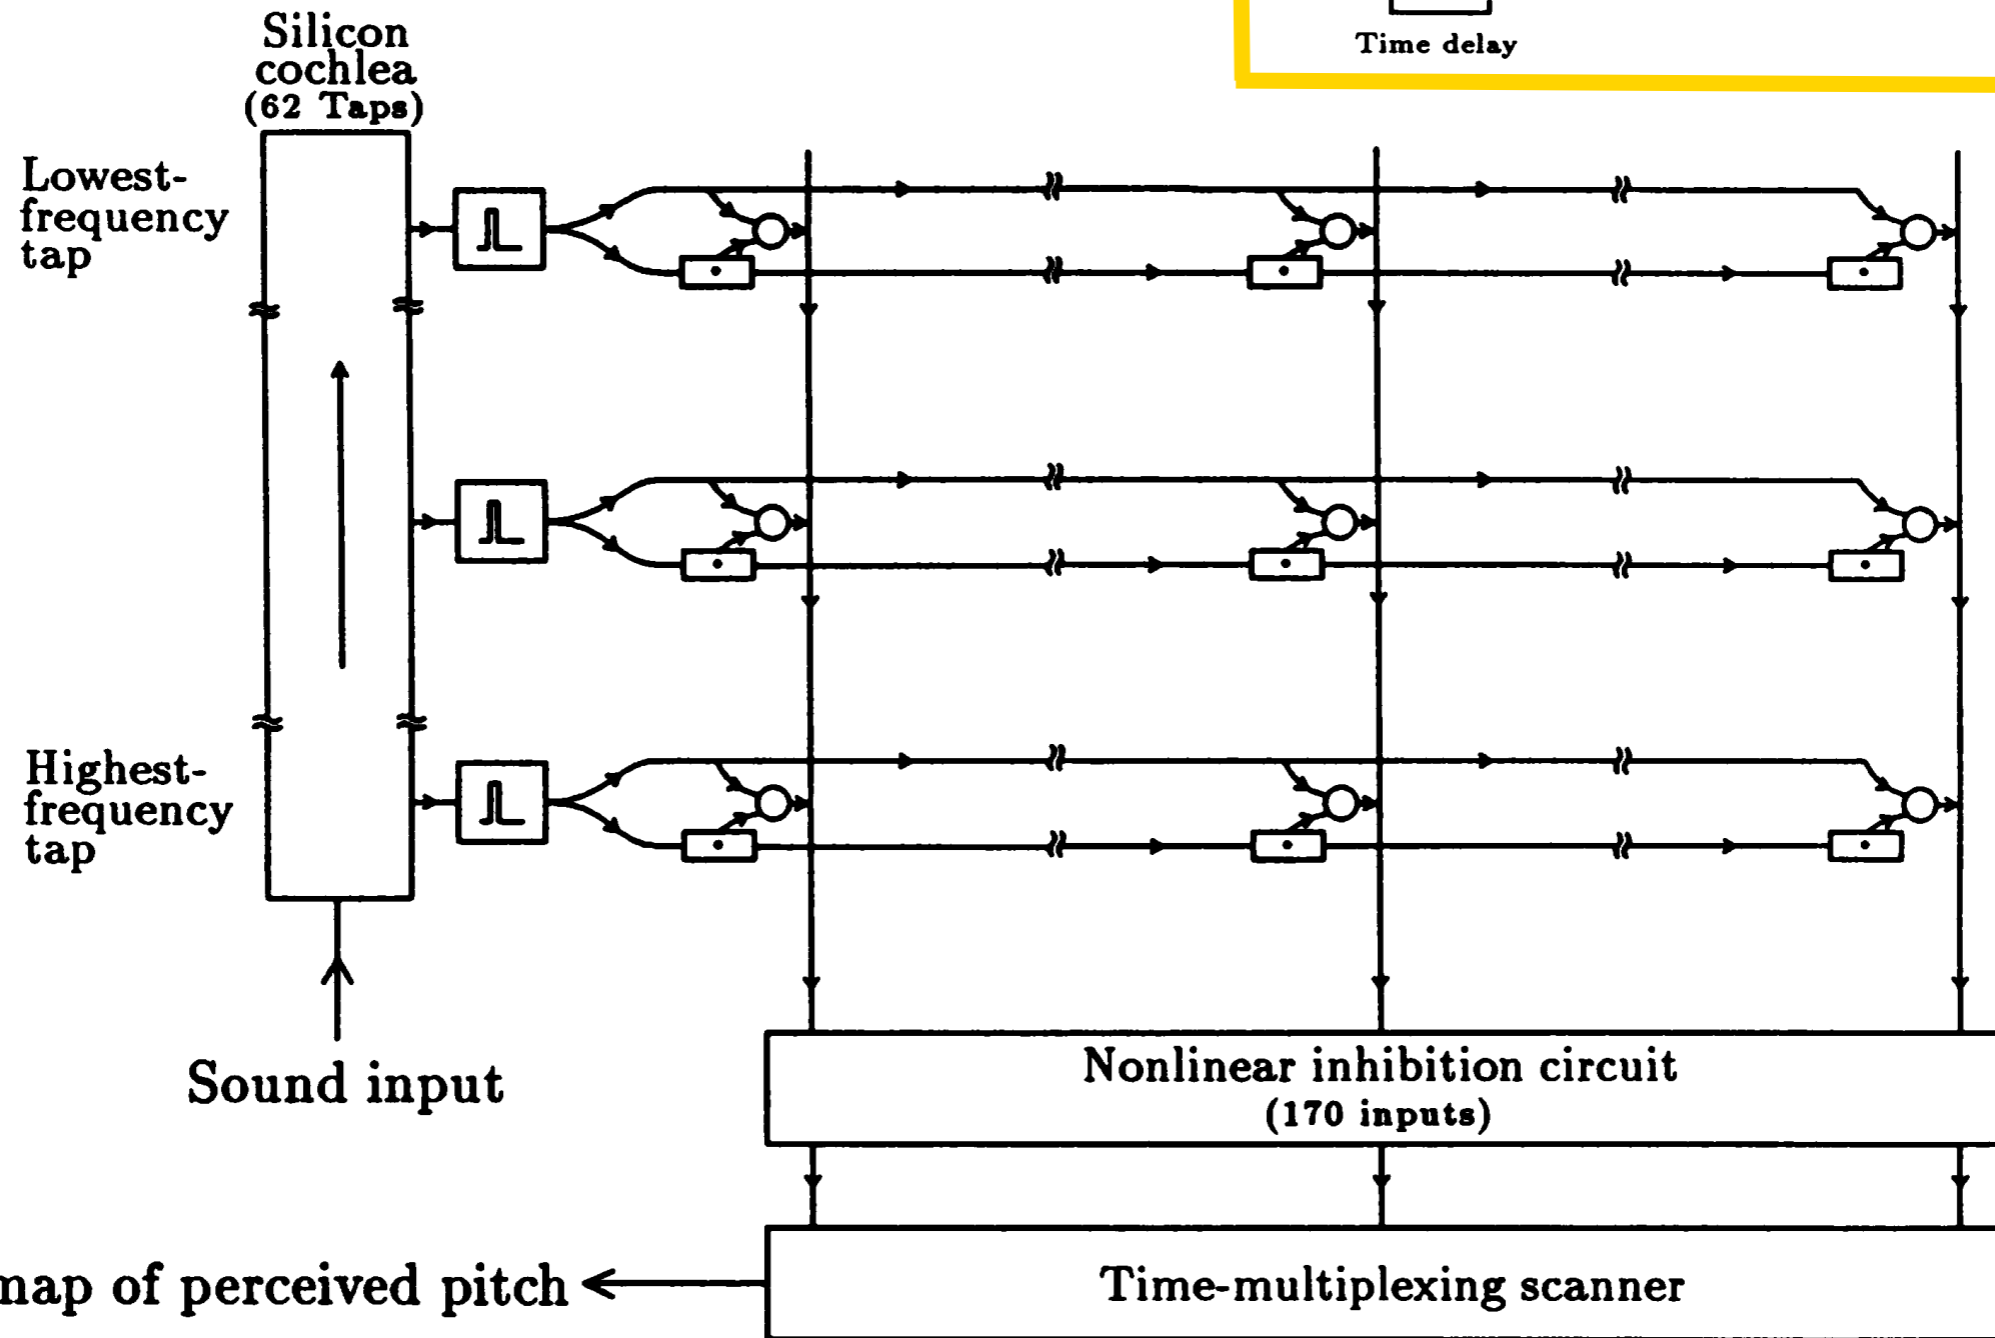 Time delay
Silicon
cochlea
(62 Taps)
Lowest-
frequency
tap
Highest-
frequency
tap
Sound input
Nonlinear inhibition circuit
(170 inputs)
map of perceived pitch
Time-multiplexing scanner